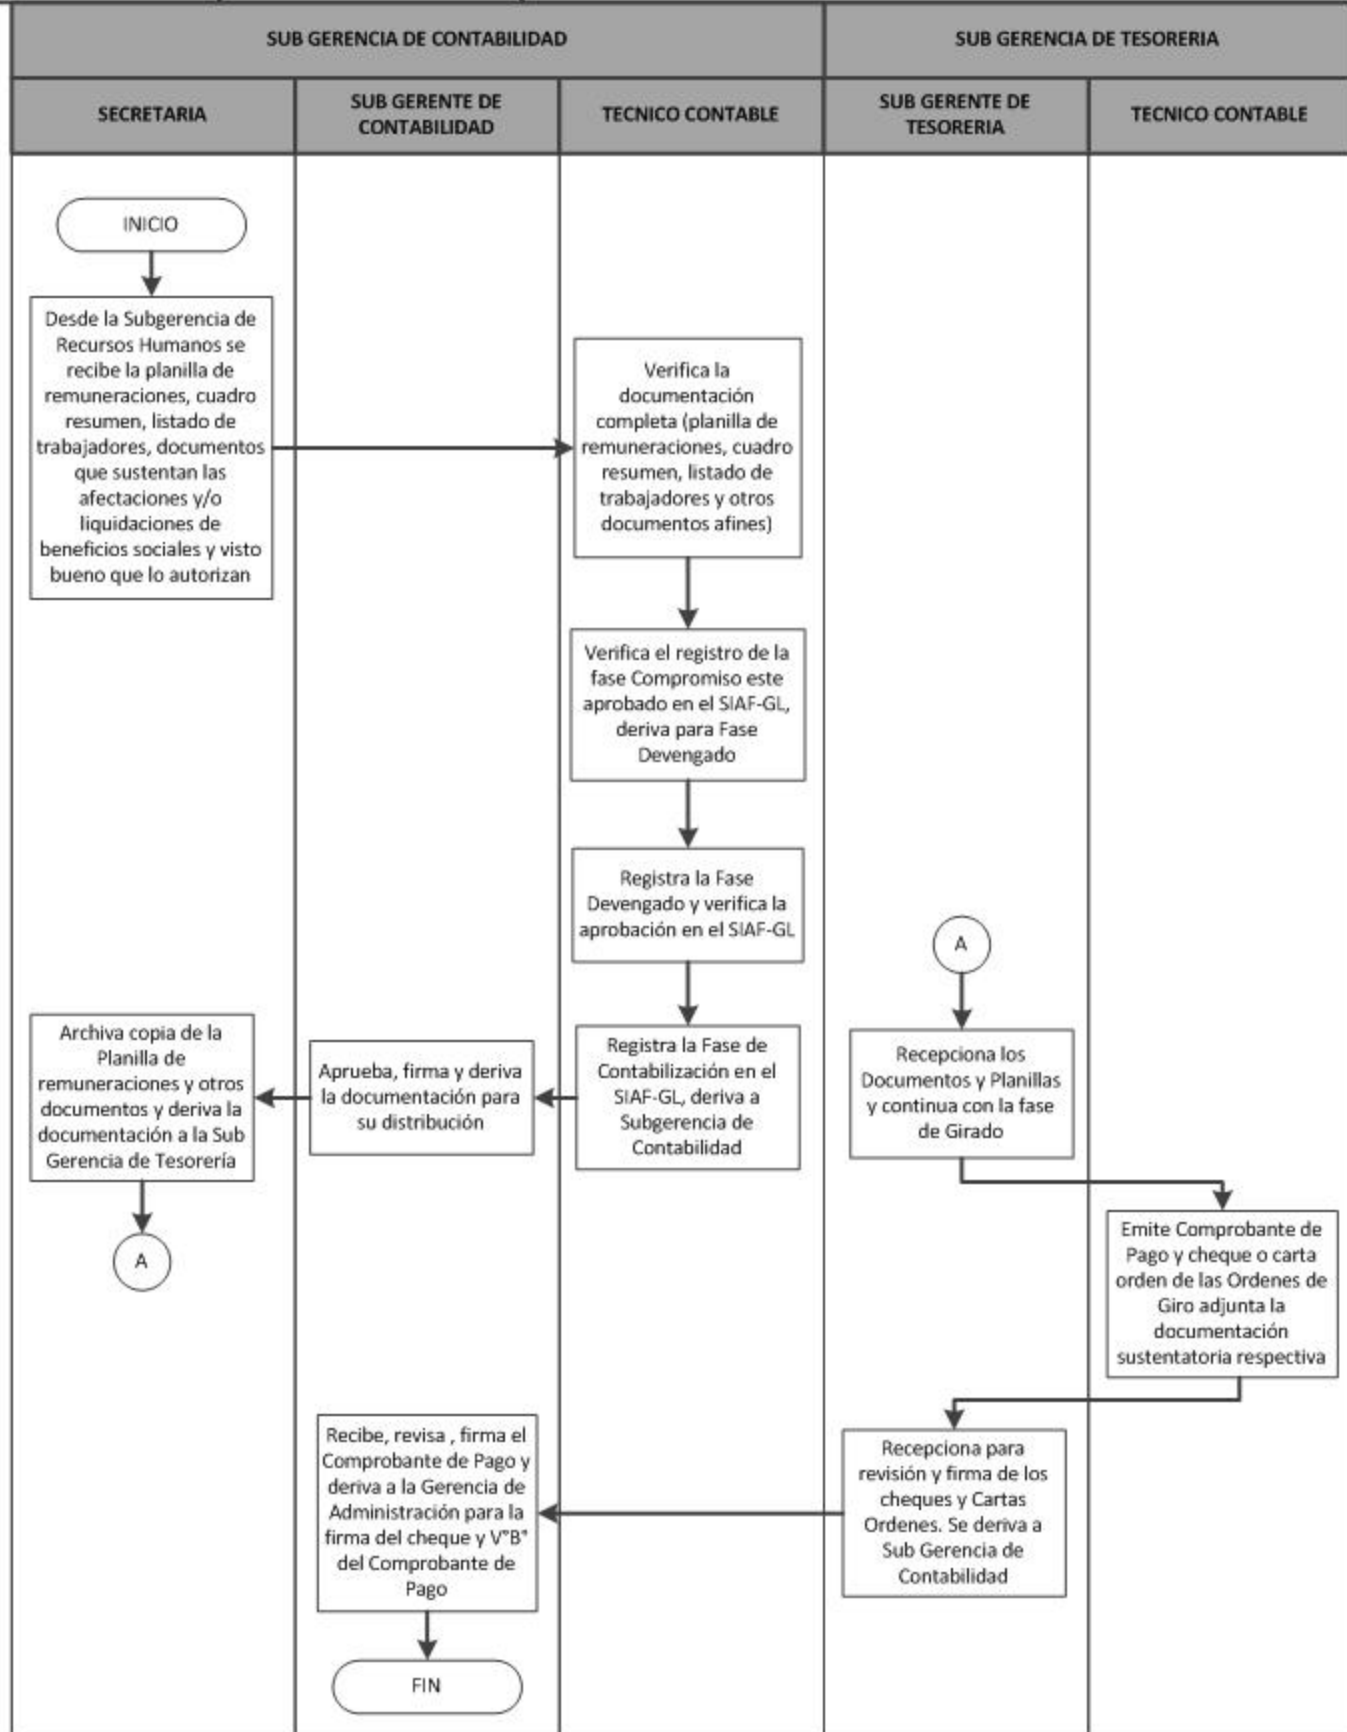 SUB GERENCIA DE CONTABILIDAD
SUB GERENCIA DE TESORERIA
SECRETARIA
SUB GERENTE DE
CONTABILIDAD
TECNICO CONTABLE
SUB GERENTE DE
TESORERIA
TECNICO CONTABLE
INICIO
Desde la Subgerencia de
Recursos Humanos se
recibe la planilla de
remuneraciones, cuadro
resumen, listado de
trabajadores, documentos
que sustentan las
afectaciones y/o
liquidaciones de
beneficios sociales y visto
bueno que lo autorizan
Verifica la
documentación
completa (planilla de
remuneraciones, cuadro
resumen, listado de
trabajadores y otros
documentos afines)
Verifica el registro de la
fase Compromiso este
aprobado en el SIAF-GL,
deriva para Fase
Devengado
Registra la Fase
Devengado y verifica la
aprobación en el SIAF-GL
Registra la Fase de
Contabilización en el
SIAF-GL, deriva a
Subgerencia de
Contabilidad
Aprueba, firma y deriva
la documentación para
su distribución
Archiva copia de la
Planilla de
remuneraciones y otros
documentos y deriva la
documentación a la Sub
Gerencia de Tesorería
A
A
Recepciona los
Documentos y Planillas
y continua con la fase
de Girado
Emite Comprobante de
Pago y cheque o carta
orden de las Ordenes de
Giro adjunta la
documentación
sustentatoria respectiva
Recepciona para
revisión y firma de los
cheques y Cartas
Ordenes. Se deriva a
Sub Gerencia de
Contabilidad
Recibe, revisa , firma el
Comprobante de Pago y
deriva a la Gerencia de
Administración para la
firma del cheque y V°B°
del Comprobante de
Pago
FIN